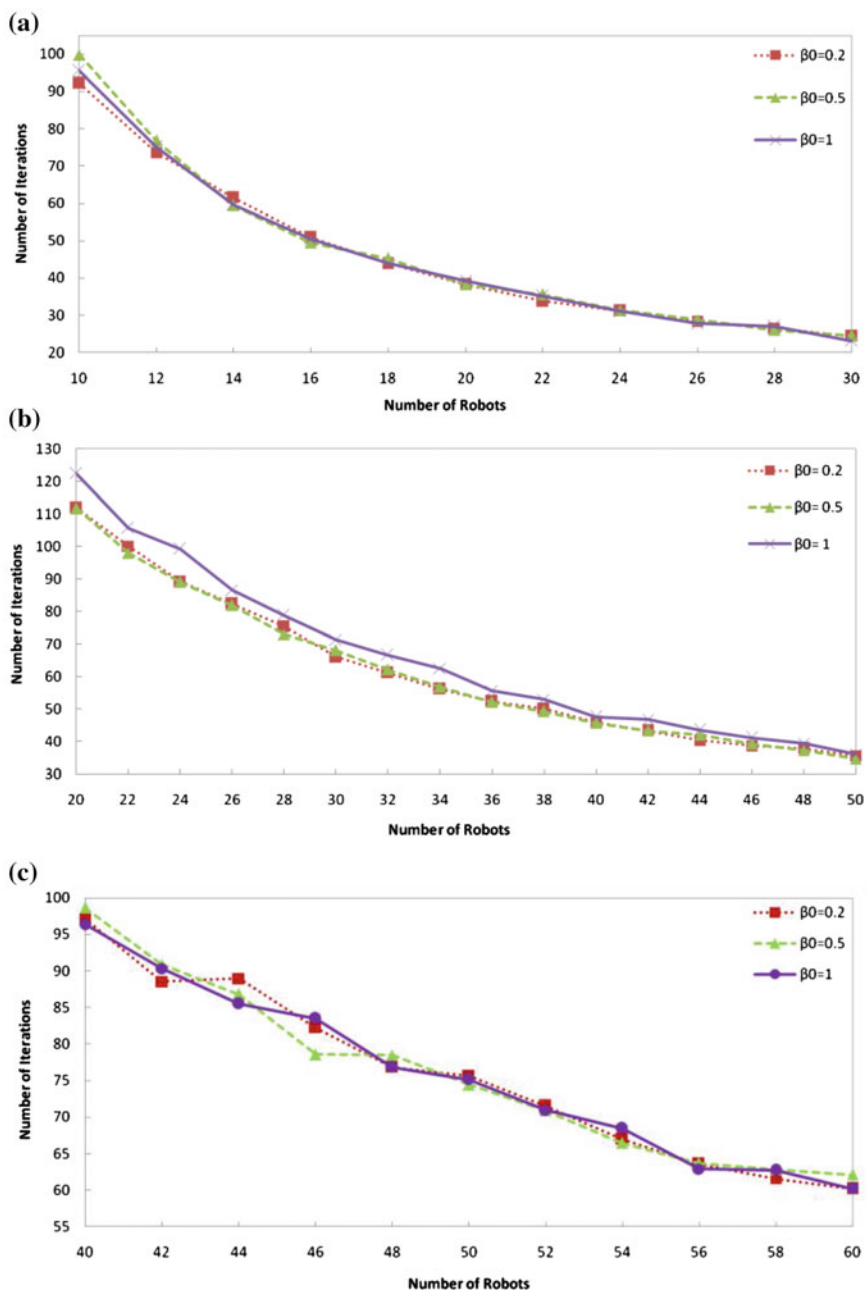 (a)
100
90
80
70
60
50
40
30
20
Number of Iterations
10 12 14 16 18 20 22 24 26 28 30
Number of Robots
β0=0.2
β0=0.5
β0=1
(b)
130
120
110
100
90
80
70
60
50
40
30
Number of Iterations
20 22 24 26 28 30 32 34 36 38 40 42 44 46 48 50
Number of Robots
β0= 0.2
β0= 0.5
β0= 1
(c)
100
95
90
85
80
75
70
65
60
55
Number of Iterations
40 42 44 46 48 50 52 54 56 58 60
Number of Robots
β0=0.2
β0=0.5
β0=1